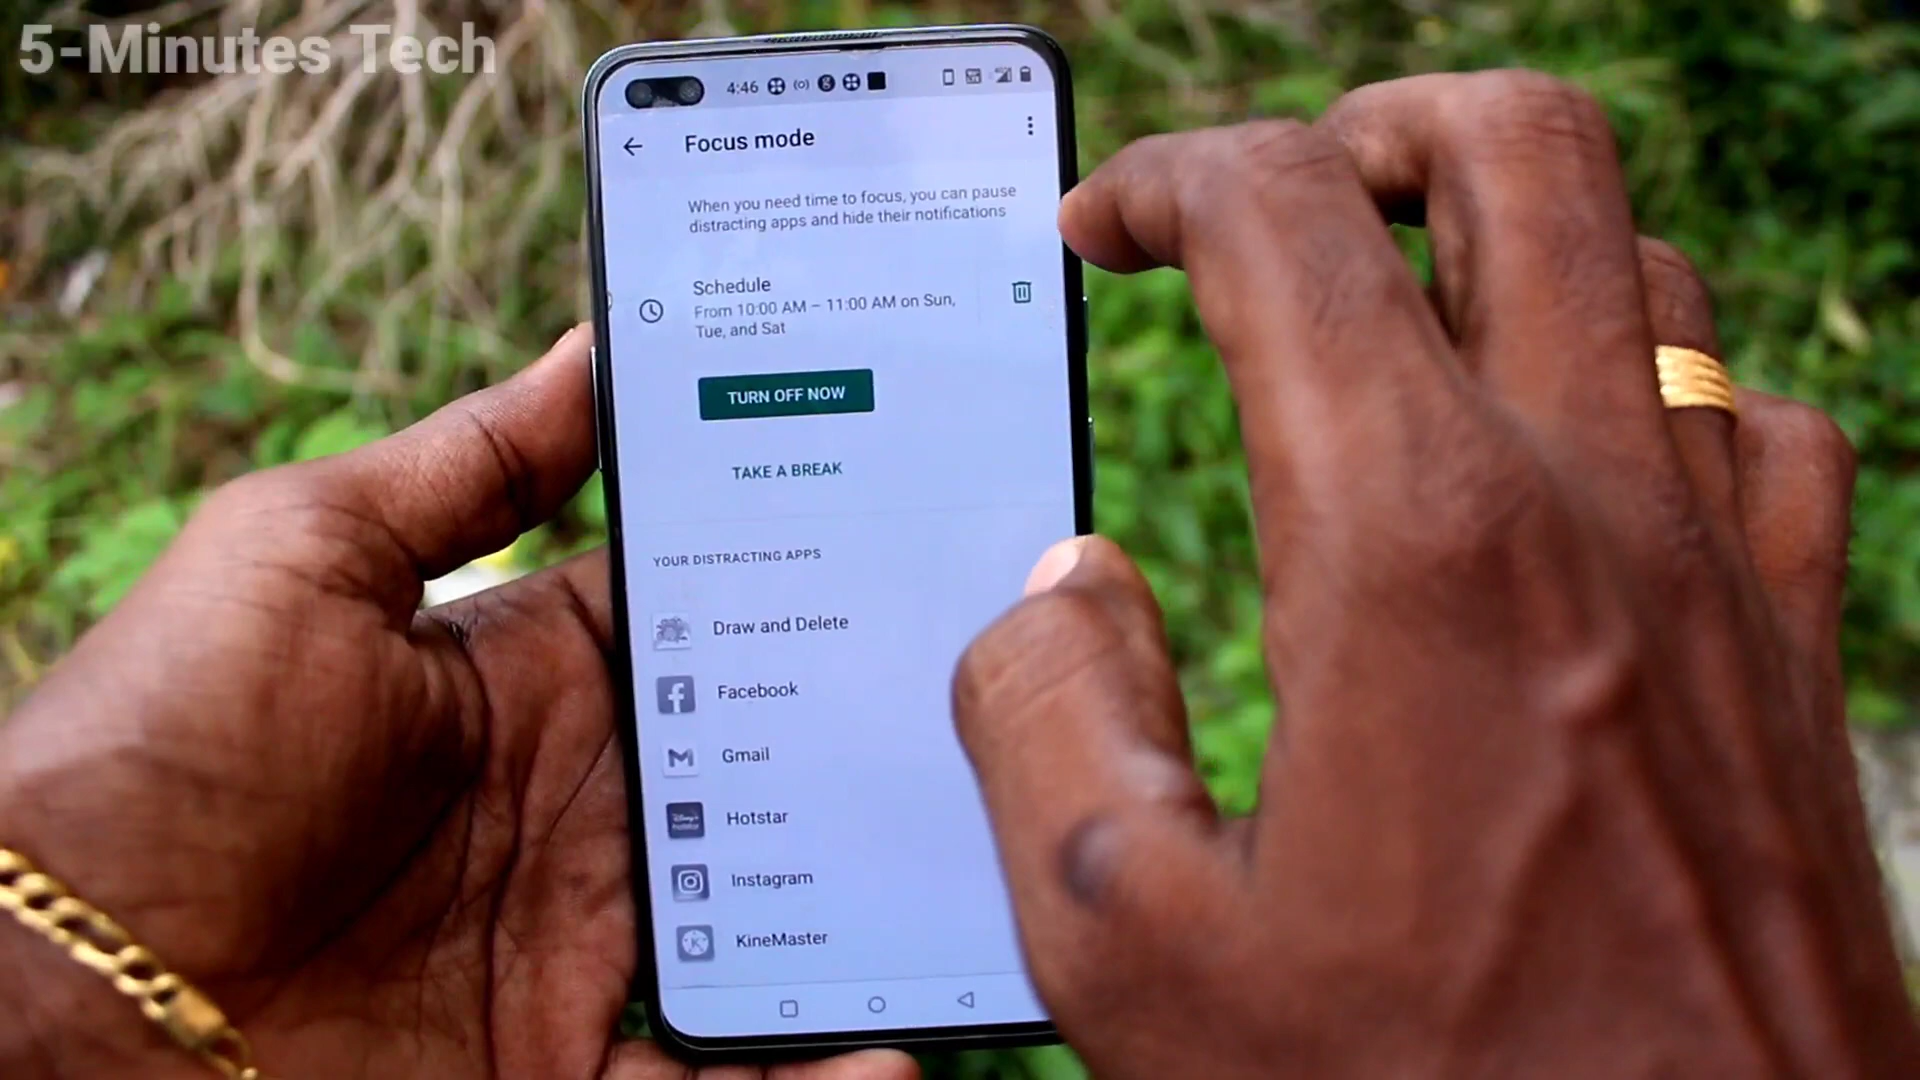 5-Minutes Tech
4:46
Focus mode
When you need time to focus, you can pause
distracting apps and hide their notifications
Schedule
From 10:00 AM – 11:00 AM on Sun,
Tue, and Sat
TURN OFF NOW
TAKE A BREAK
YOUR DISTRACTING APPS
Draw and Delete
Facebook
Gmail
Hotstar
Instagram
KineMaster